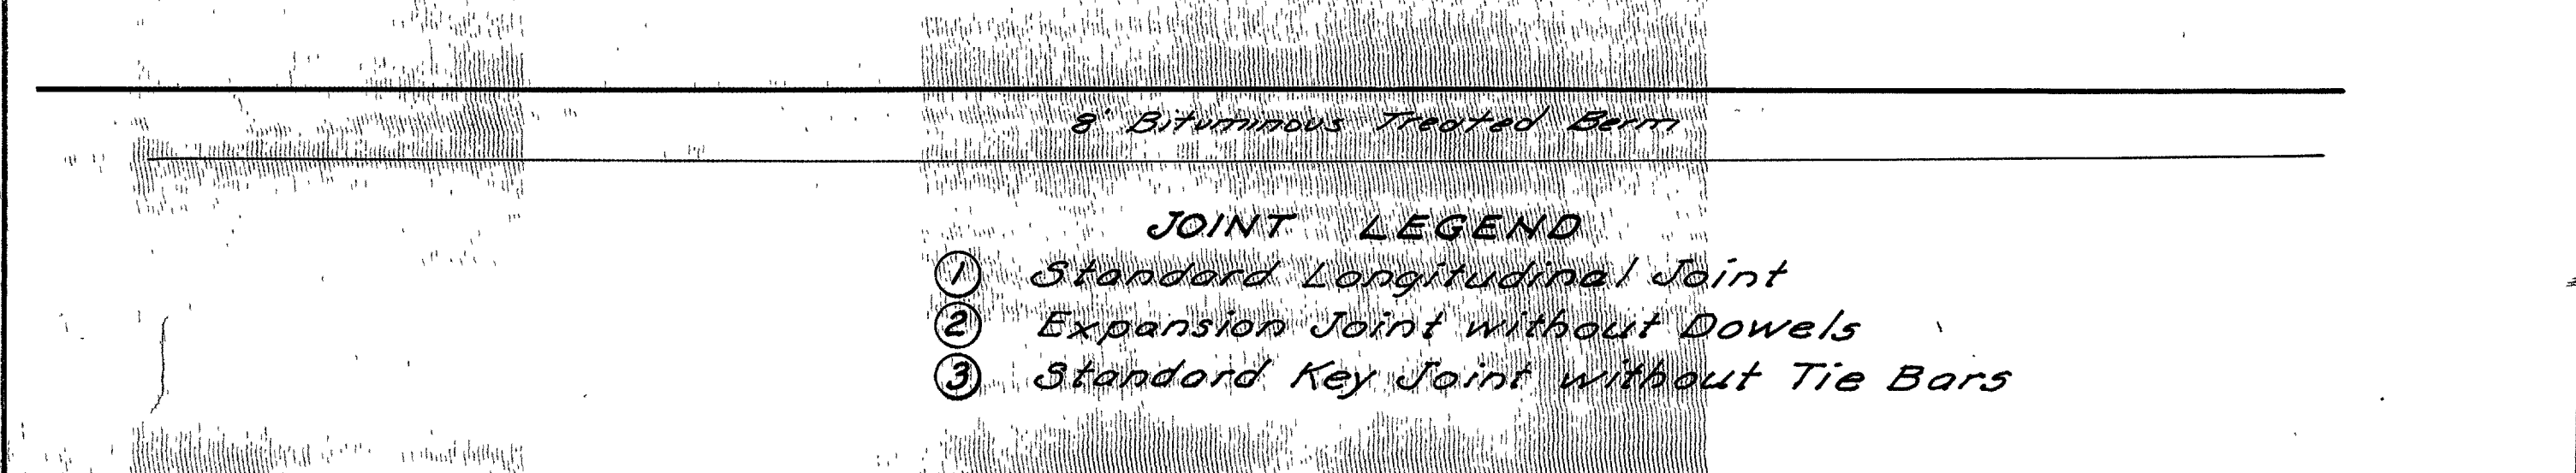 8' Bituminous Treated Berm
JOINT LEGEND
1 Standard Longitudinal Joint
2 Expansion Joint without Dowels
3 Standard Key Joint without Tie Bars